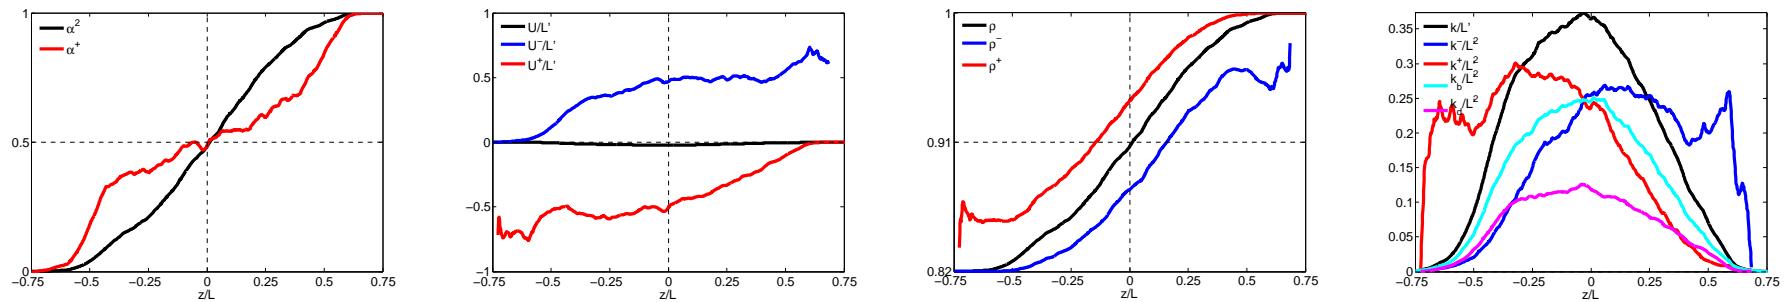 1
0.5
0
α²
α⁺
−0.75 −0.5 −0.25 0 0.25 0.5 0.75
z/L
1
0.5
0
−0.5
−1
U/L'
U⁻/L'
U⁺/L'
−0.75 −0.5 −0.25 0 0.25 0.5 0.75
z/L
1
0.91
0.82
ρ
ρ⁻
ρ⁺
−0.75 −0.5 −0.25 0 0.25 0.5 0.75
z/L
0.35
0.3
0.25
0.2
0.15
0.1
0.05
0
k/L'
k⁻/L²
k⁺/L²
k_b/L²
k_d/L²
−0.75 −0.5 −0.25 0 0.25 0.5 0.75
z/L